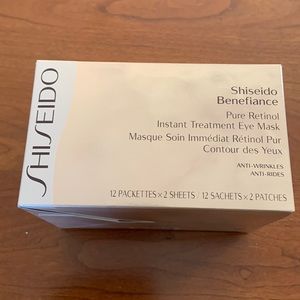 SHISEIDO
Shiseido
Benefiance
Pure Retinol
Instant Treatment Eye Mask
Masque Soin Immédiat Rétinol Pur
Contour des Yeux
ANTI-WRINKLES
ANTI-RIDES
12 PACKETTES×2 SHEETS / 12 SACHETS×2 PATCHES